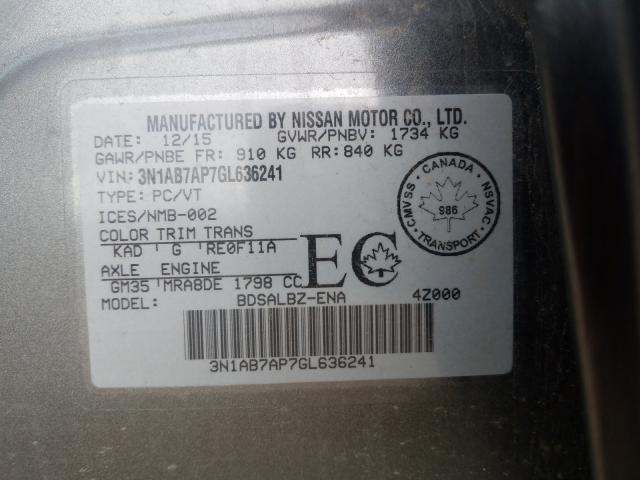 MANUFACTURED BY NISSAN MOTOR CO., LTD.
DATE: 12/15 GVWR/PNBV: 1734 KG
GAWR/PNBE FR: 910 KG RR: 840 KG
VIN: 3N1AB7AP7GL636241
TYPE: PC/VT
ICES/NMB-002
COLOR TRIM TRANS
KAD G RE0F11A
AXLE ENGINE
GM35 MRA8DE 1798 CC
MODEL: BDSALBZ-ENA 4Z000
3N1AB7AP7GL636241
EC
CANADA
CMVSS
NSVAC
986
TRANSPORT